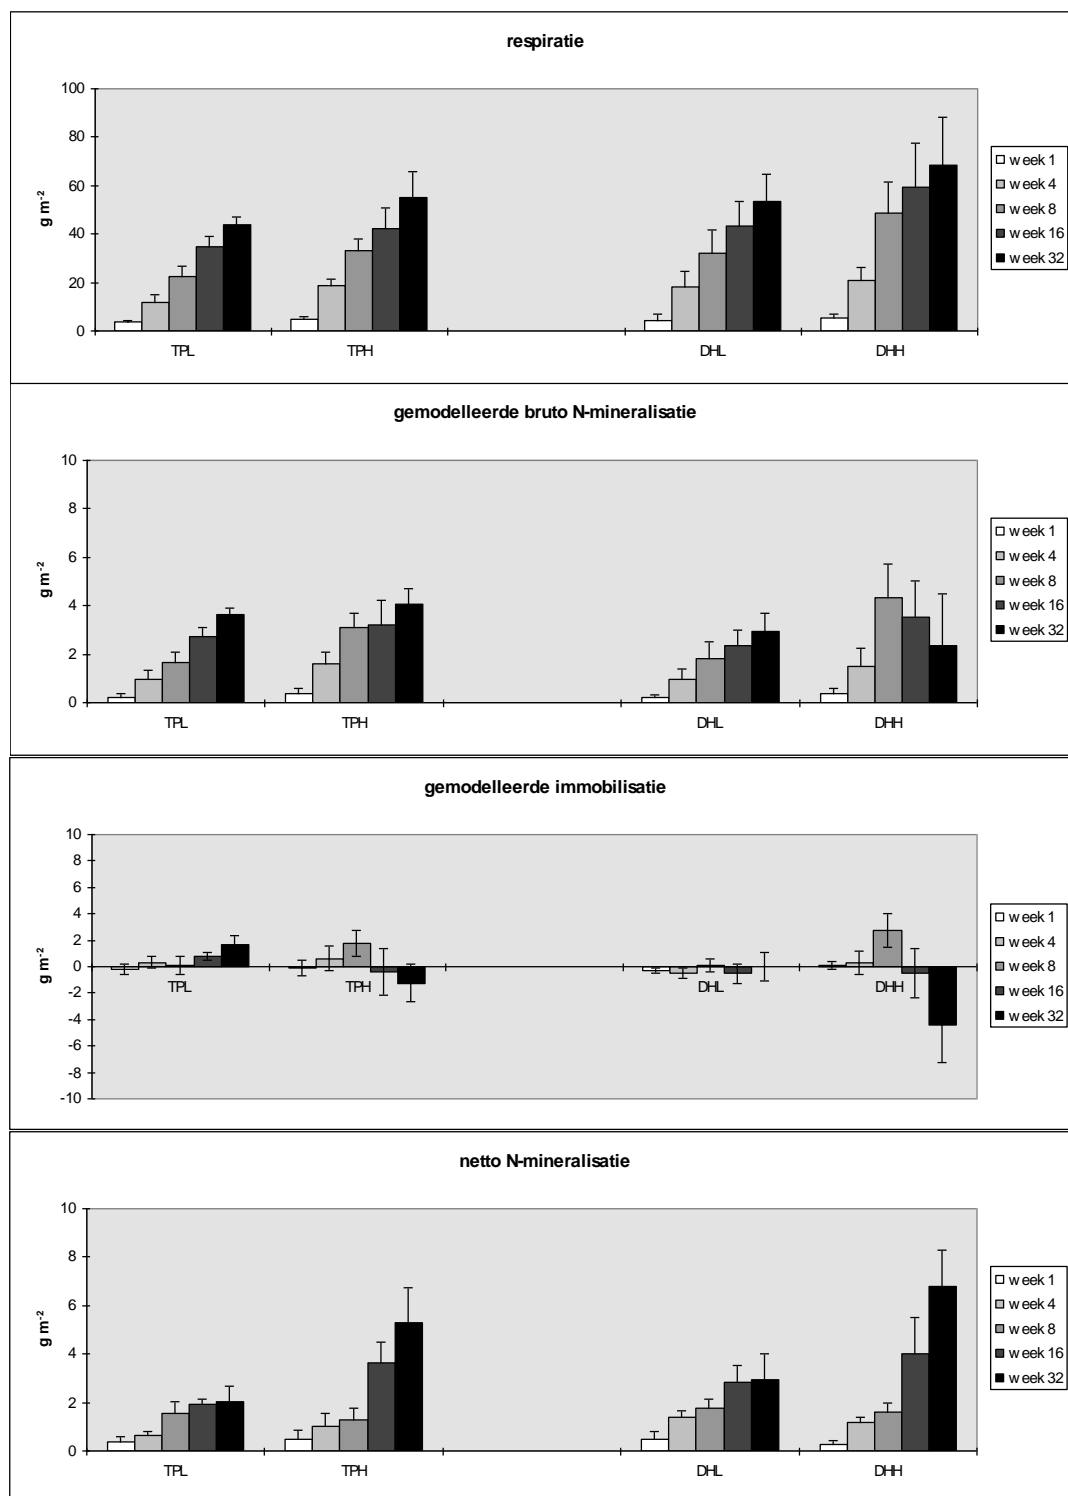 respiratie
100
80
60
40
20
0
g m-2
TPL TPH DHL DHH
week 1
week 4
week 8
week 16
week 32
gemodelleerde bruto N-mineralisatie
10
8
6
4
2
0
g m-2
TPL TPH DHL DHH
week 1
week 4
week 8
week 16
week 32
gemodelleerde immobilisatie
10
8
6
4
2
0
-2
-4
-6
-8
-10
g m-2
TPL TPH DHL DHH
week 1
week 4
week 8
week 16
week 32
netto N-mineralisatie
10
8
6
4
2
0
g m-2
TPL TPH DHL DHH
week 1
week 4
week 8
week 16
week 32